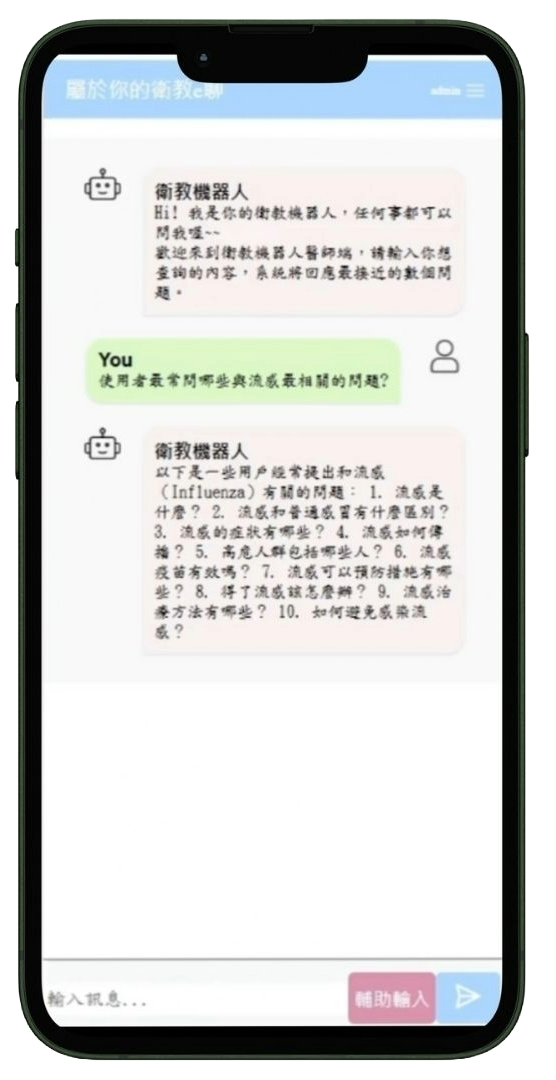 屬於你的衛教e聊
admin
衛教機器人
Hi! 我是你的衛教機器人,任何事都可以
問我喔~~
歡迎來到衛教機器人醫師端,請輸入你想
查詢的內容,系統將回應最接近的數個問
題。
You
使用者最常問哪些與流感最相關的問題?
衛教機器人
以下是一些用戶經常提出和流感
(Influenza)有關的問題: 1. 流感是
什麼? 2. 流感和普通感冒有什麼區別?
3. 流感的症狀有哪些? 4. 流感如何傳
播? 5. 高危人群包括哪些人? 6. 流感
疫苗有效嗎? 7. 流感可以預防措施有哪
些? 8. 得了流感該怎麼辦? 9. 流感治
療方法有哪些? 10. 如何避免感染流
感?
輸入訊息...
輔助輸入